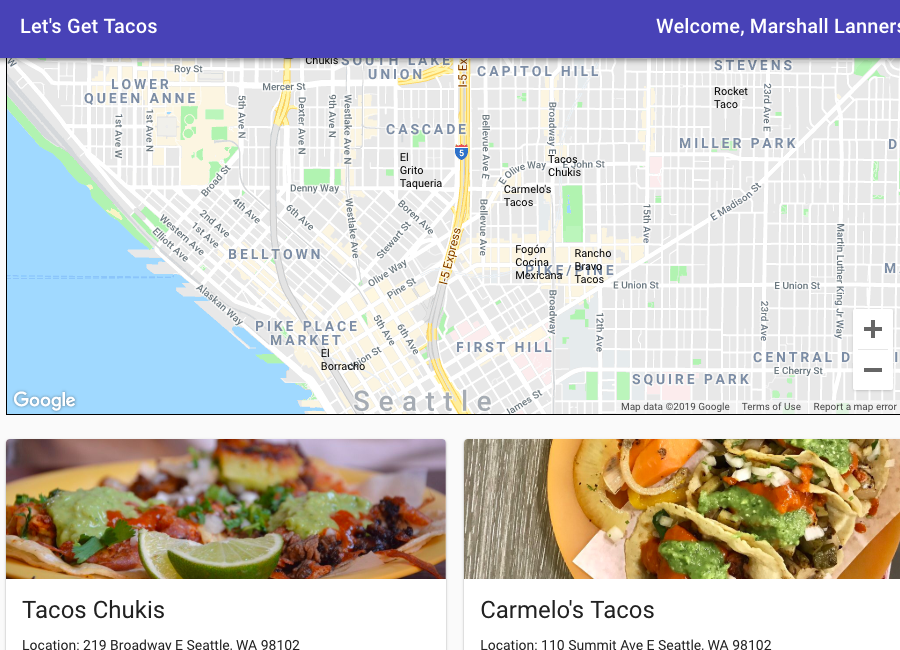 Let's Get Tacos
Welcome, Marshall Lanners
Chukis
SOUTH LAKE
UNION
I-5 Ex
CAPITOL HILL
STEVENS
Roy St
Mercer St
LOWER
QUEEN ANNE
1st Ave W
1st Ave N
5th Ave N
Dexter Ave N
9th Ave N
Westlake Ave N
CASCADE
5
Bellevue Ave E
Broadway E
Rocket
Taco
23rd Ave E
MILLER PARK
D
El
Grito
Taqueria
Tacos
Chukis
E Olive Way
E John St
Carmelo's
Tacos
Broad St
Denny Way
4th Ave
6th Ave
2nd Ave
1st Ave
Western Ave
Elliott Ave
Westlake Ave
Boren Ave
Stewart St
Bellevue Ave
15th Ave
E Madison St
Martin Luther King Jr Way
BELLTOWN
Olive Way
Pine St
I-5 Express
Fogón
Cocina
Mexicana
Rancho
Bravo
Tacos
PIKE/PINE
M
E Union St
E Union St
Alaskan Way
PIKE PLACE
MARKET
5th Ave
6th Ave
Broadway
12th Ave
23rd Ave
FIRST HILL
El
Borracho
CENTRAL D
E Cherry St
SQUIRE PARK
James St
Seattle
Google
Map data ©2019 Google
Terms of Use
Report a map error
Tacos Chukis
Carmelo's Tacos
Location: 219 Broadway E Seattle, WA 98102
Location: 110 Summit Ave E Seattle, WA 98102